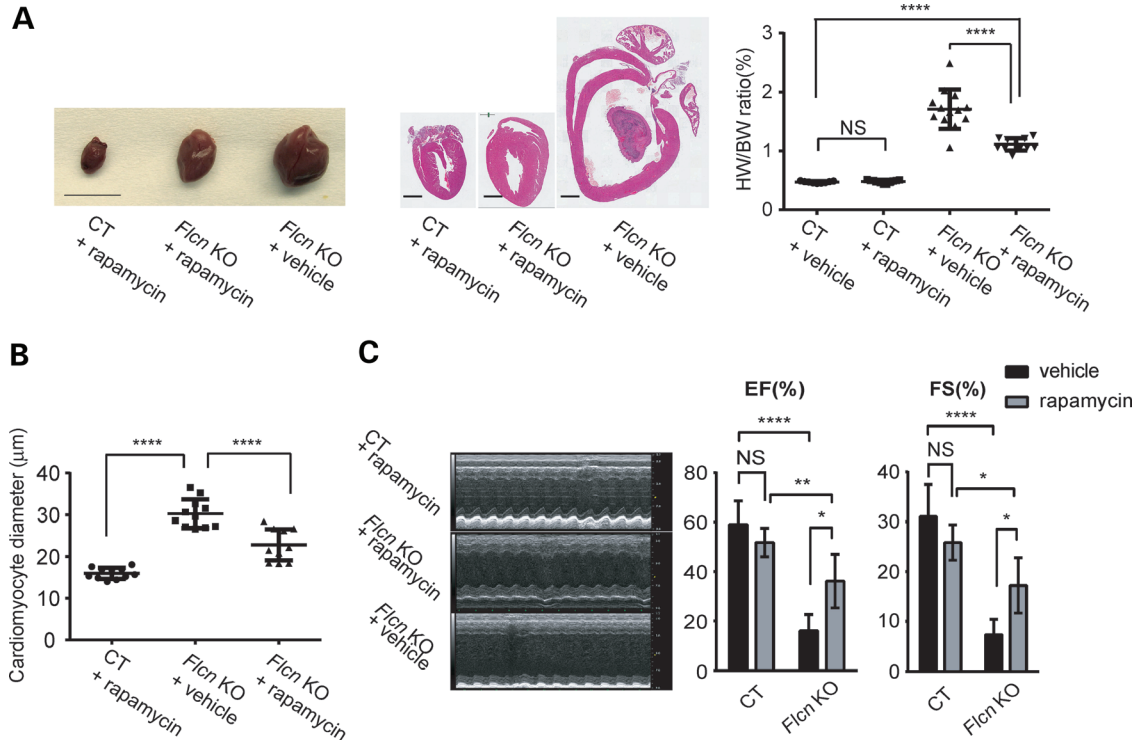 A
CT
+ rapamycin
Flcn KO
+ rapamycin
Flcn KO
+ vehicle
CT
+ rapamycin
Flcn KO
+ rapamycin
Flcn KO
+ vehicle
HW/BW ratio(%)
3
2
1
0
NS
****
****
CT
+ vehicle
CT
+ rapamycin
Flcn KO
+ vehicle
Flcn KO
+ rapamycin
B
Cardiomyocyte diameter (μm)
40
30
20
10
0
****
****
CT
+ rapamycin
Flcn KO
+ vehicle
Flcn KO
+ rapamycin
C
CT
+ rapamycin
Flcn KO
+ rapamycin
Flcn KO
+ vehicle
vehicle
rapamycin
EF(%)
****
NS
**
*
80
60
40
20
0
CT
Flcn KO
FS(%)
****
NS
*
*
40
30
20
10
0
CT
Flcn KO